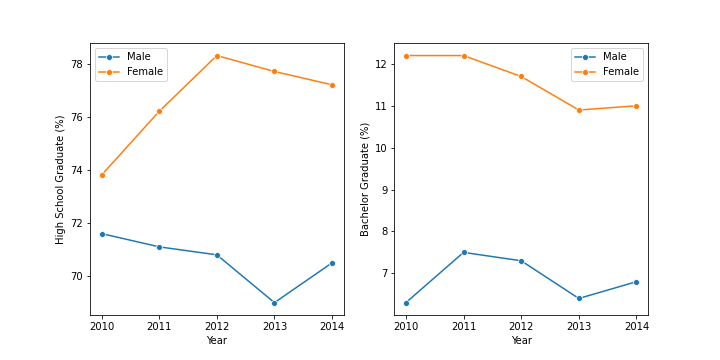 Male
Female
78
76
74
72
70
High School Graduate (%)
2010 2011 2012 2013 2014
Year
Male
Female
12
11
10
9
8
7
Bachelor Graduate (%)
2010 2011 2012 2013 2014
Year